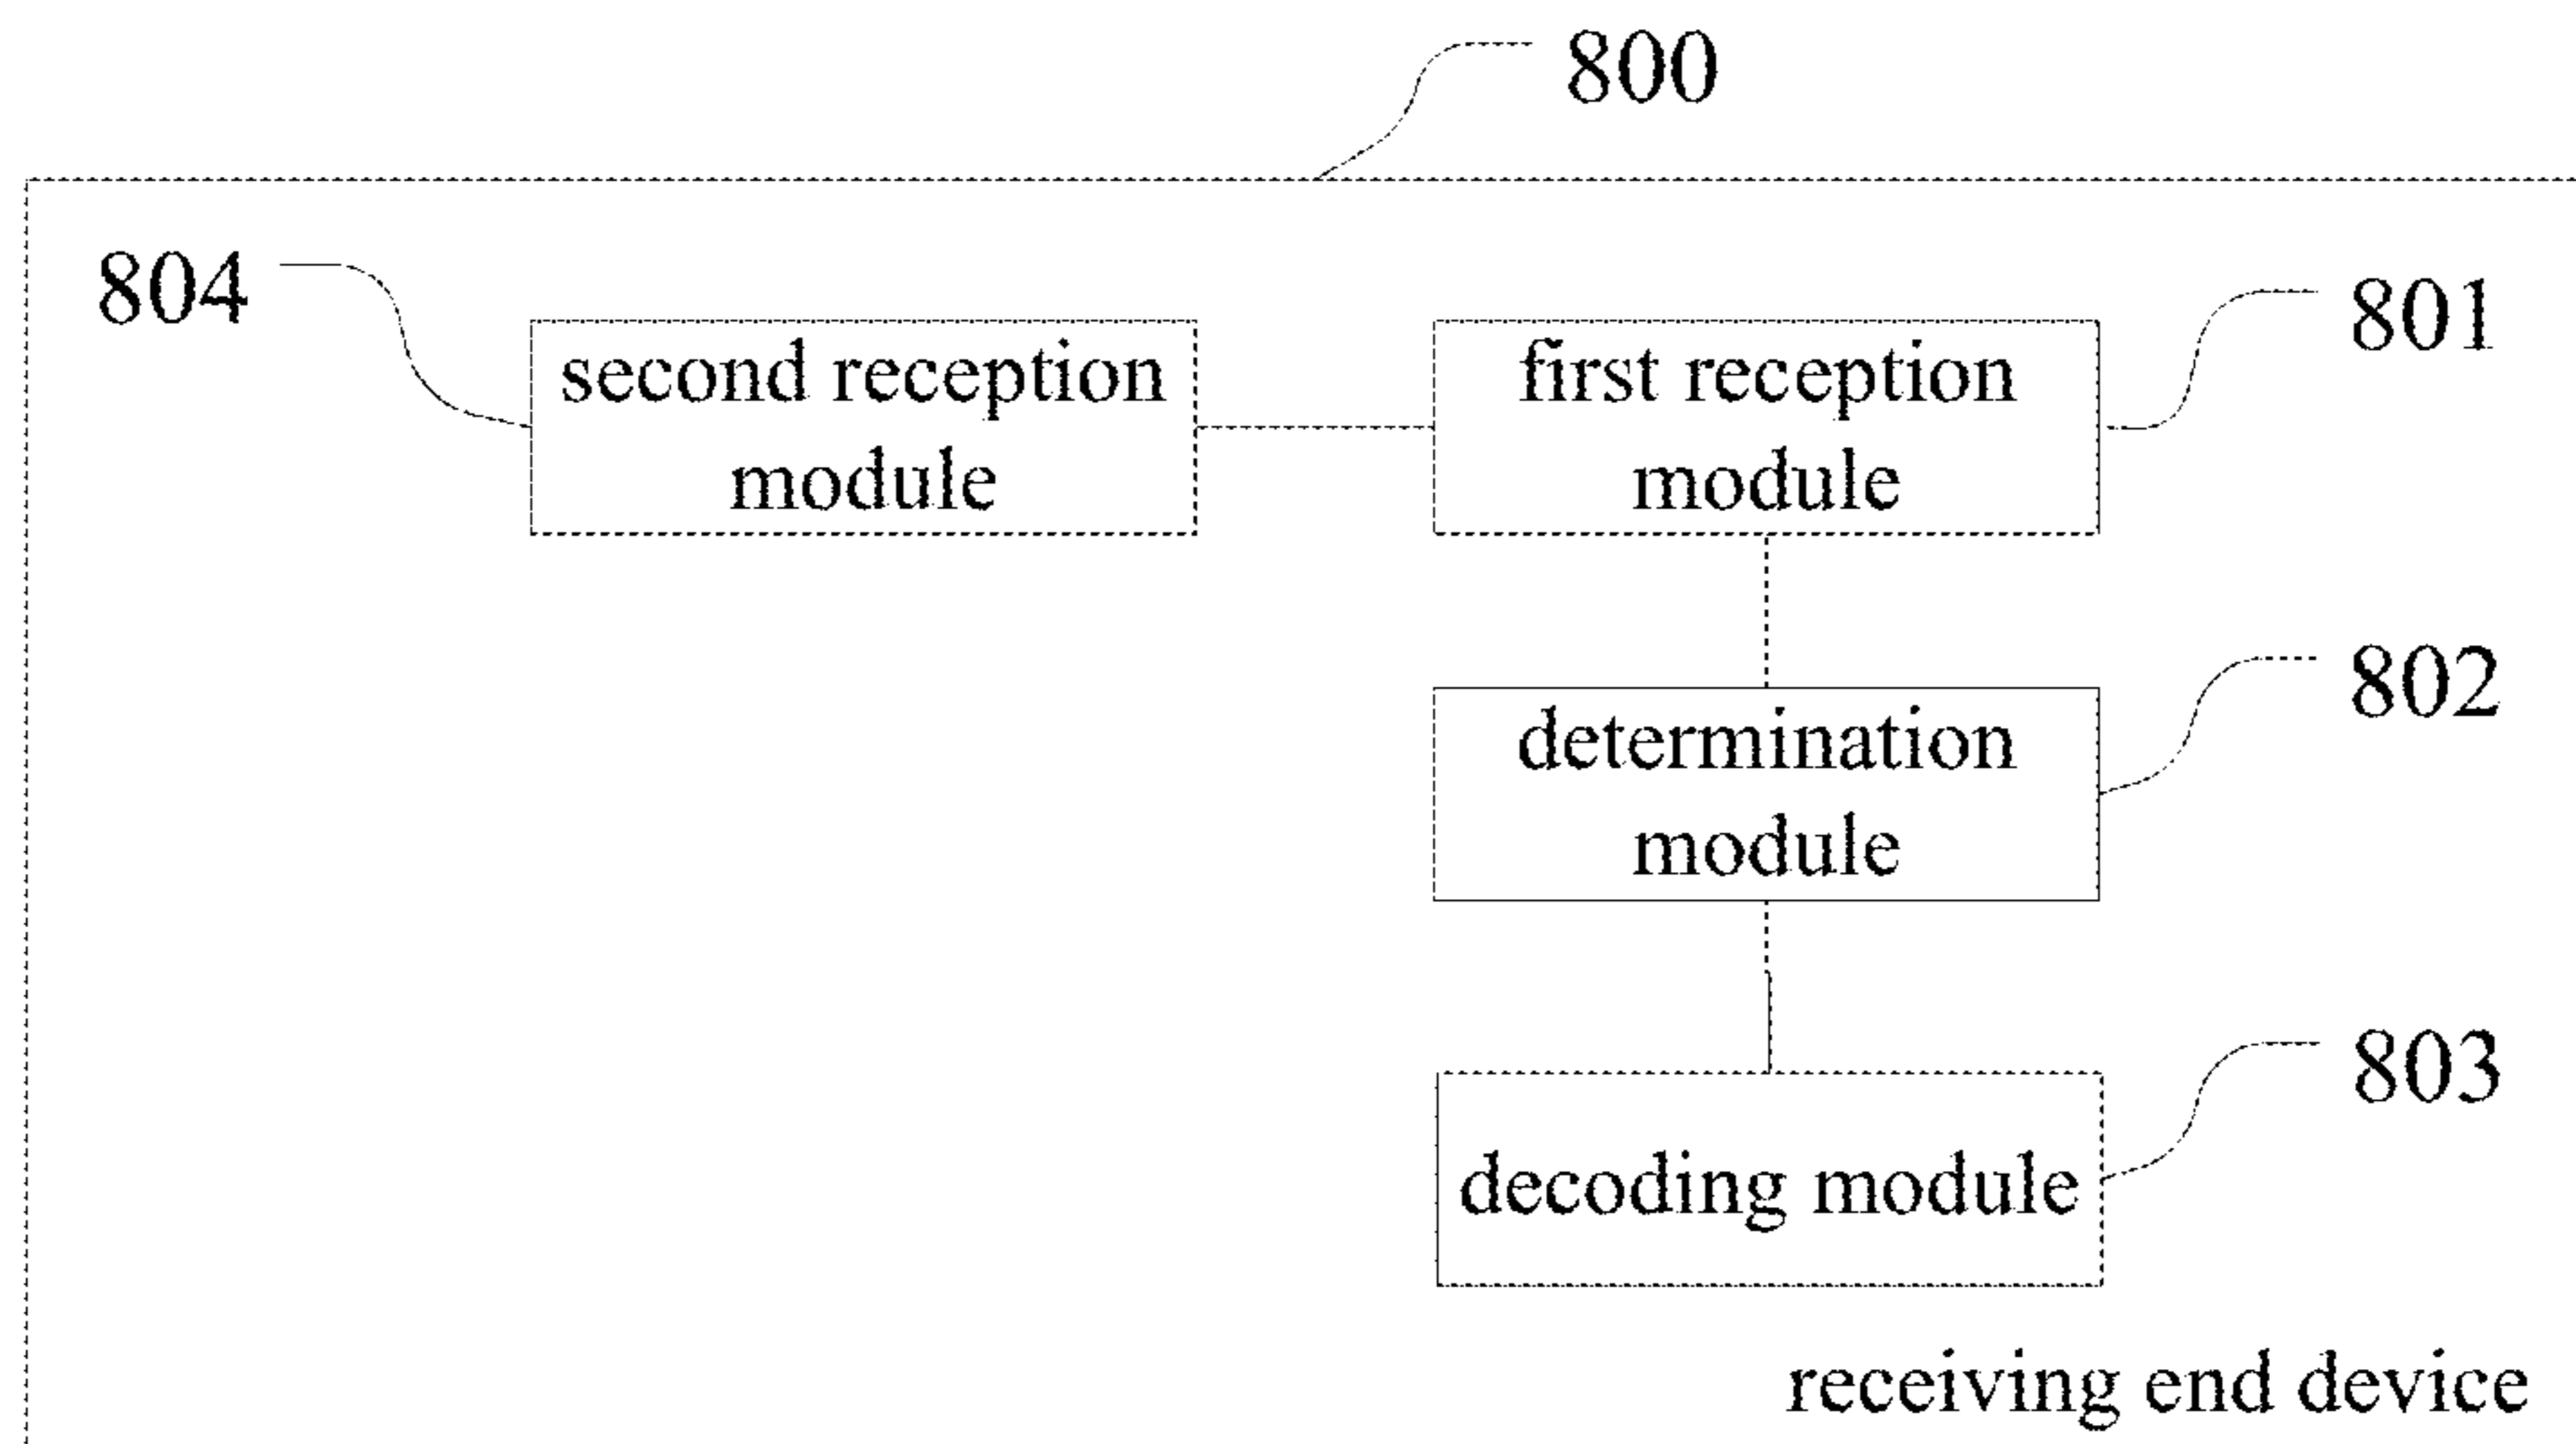 800
804
second reception
module
first reception
module
801
determination
module
802
decoding module
803
receiving end device